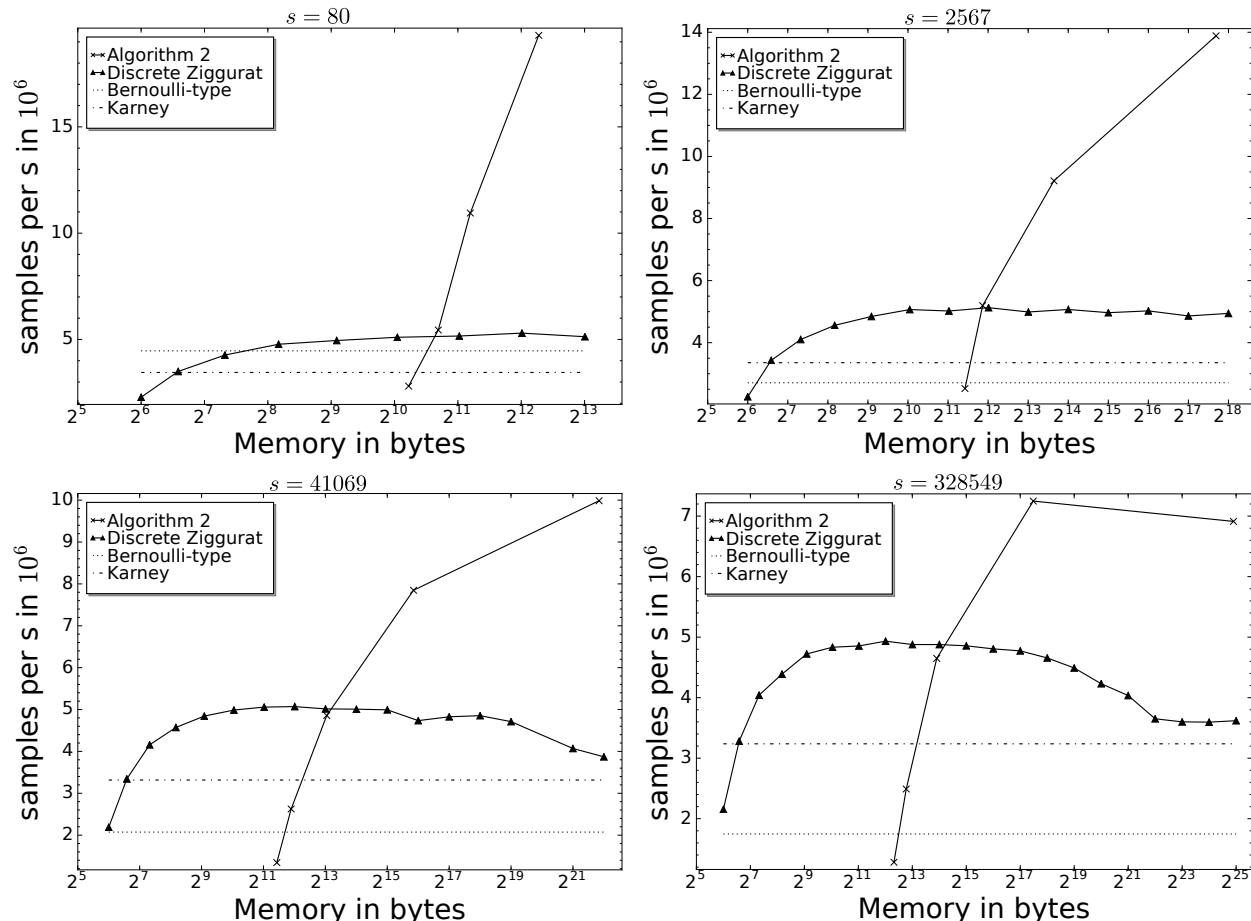 s = 80
samples per s in 10^6
Algorithm 2
Discrete Ziggurat
Bernoulli-type
Karney
15
10
5
2^5 2^6 2^7 2^8 2^9 2^10 2^11 2^12 2^13
Memory in bytes
s = 2567
samples per s in 10^6
Algorithm 2
Discrete Ziggurat
Bernoulli-type
Karney
14
12
10
8
6
4
2^5 2^6 2^7 2^8 2^9 2^10 2^11 2^12 2^13 2^14 2^15 2^16 2^17 2^18
Memory in bytes
s = 41069
samples per s in 10^6
Algorithm 2
Discrete Ziggurat
Bernoulli-type
Karney
10
9
8
7
6
5
4
3
2
2^5 2^7 2^9 2^11 2^13 2^15 2^17 2^19 2^21
Memory in bytes
s = 328549
samples per s in 10^6
Algorithm 2
Discrete Ziggurat
Bernoulli-type
Karney
7
6
5
4
3
2
2^5 2^7 2^9 2^11 2^13 2^15 2^17 2^19 2^21 2^23 2^25
Memory in bytes